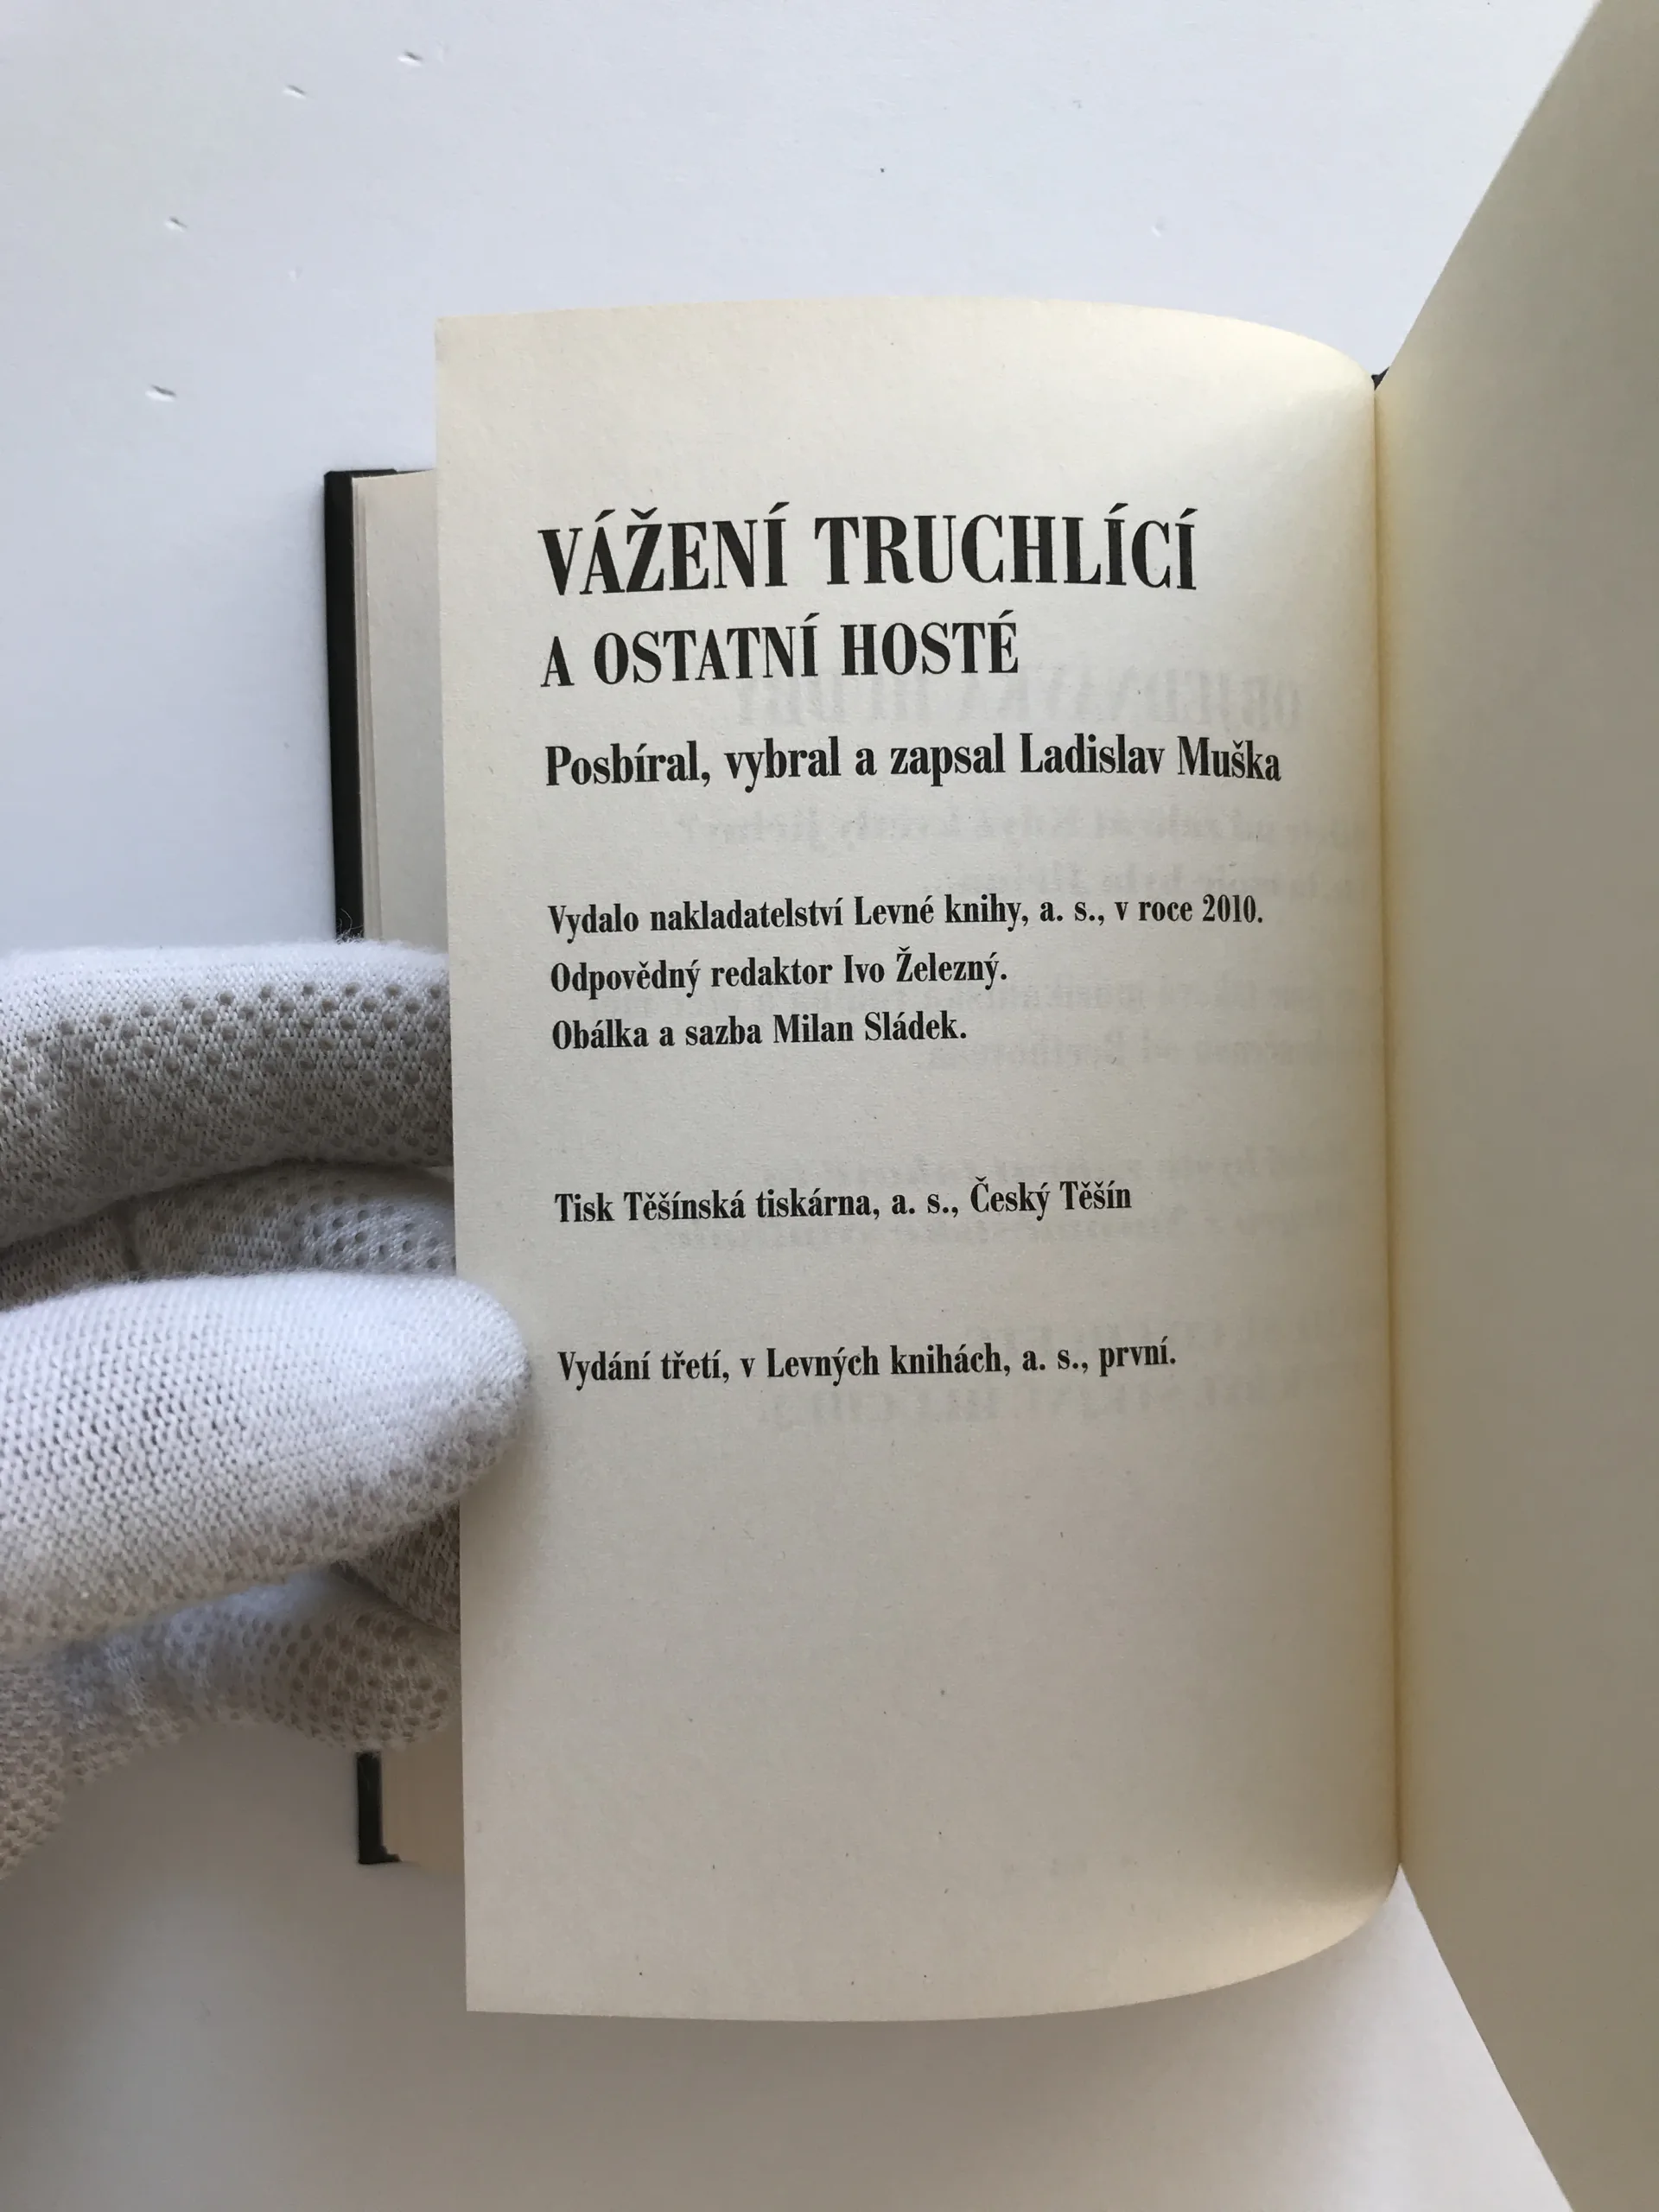 VÁŽENÍ TRUCHLÍCÍ
A OSTATNÍ HOSTÉ
Posbíral, vybral a zapsal Ladislav Muška
Vydalo nakladatelství Levné knihy, a. s., v roce 2010.
Odpovědný redaktor Ivo Železný.
Obálka a sazba Milan Sládek.
Tisk Těšínská tiskárna, a. s., Český Těšín
Vydání třetí, v Levných knihách, a. s., první.